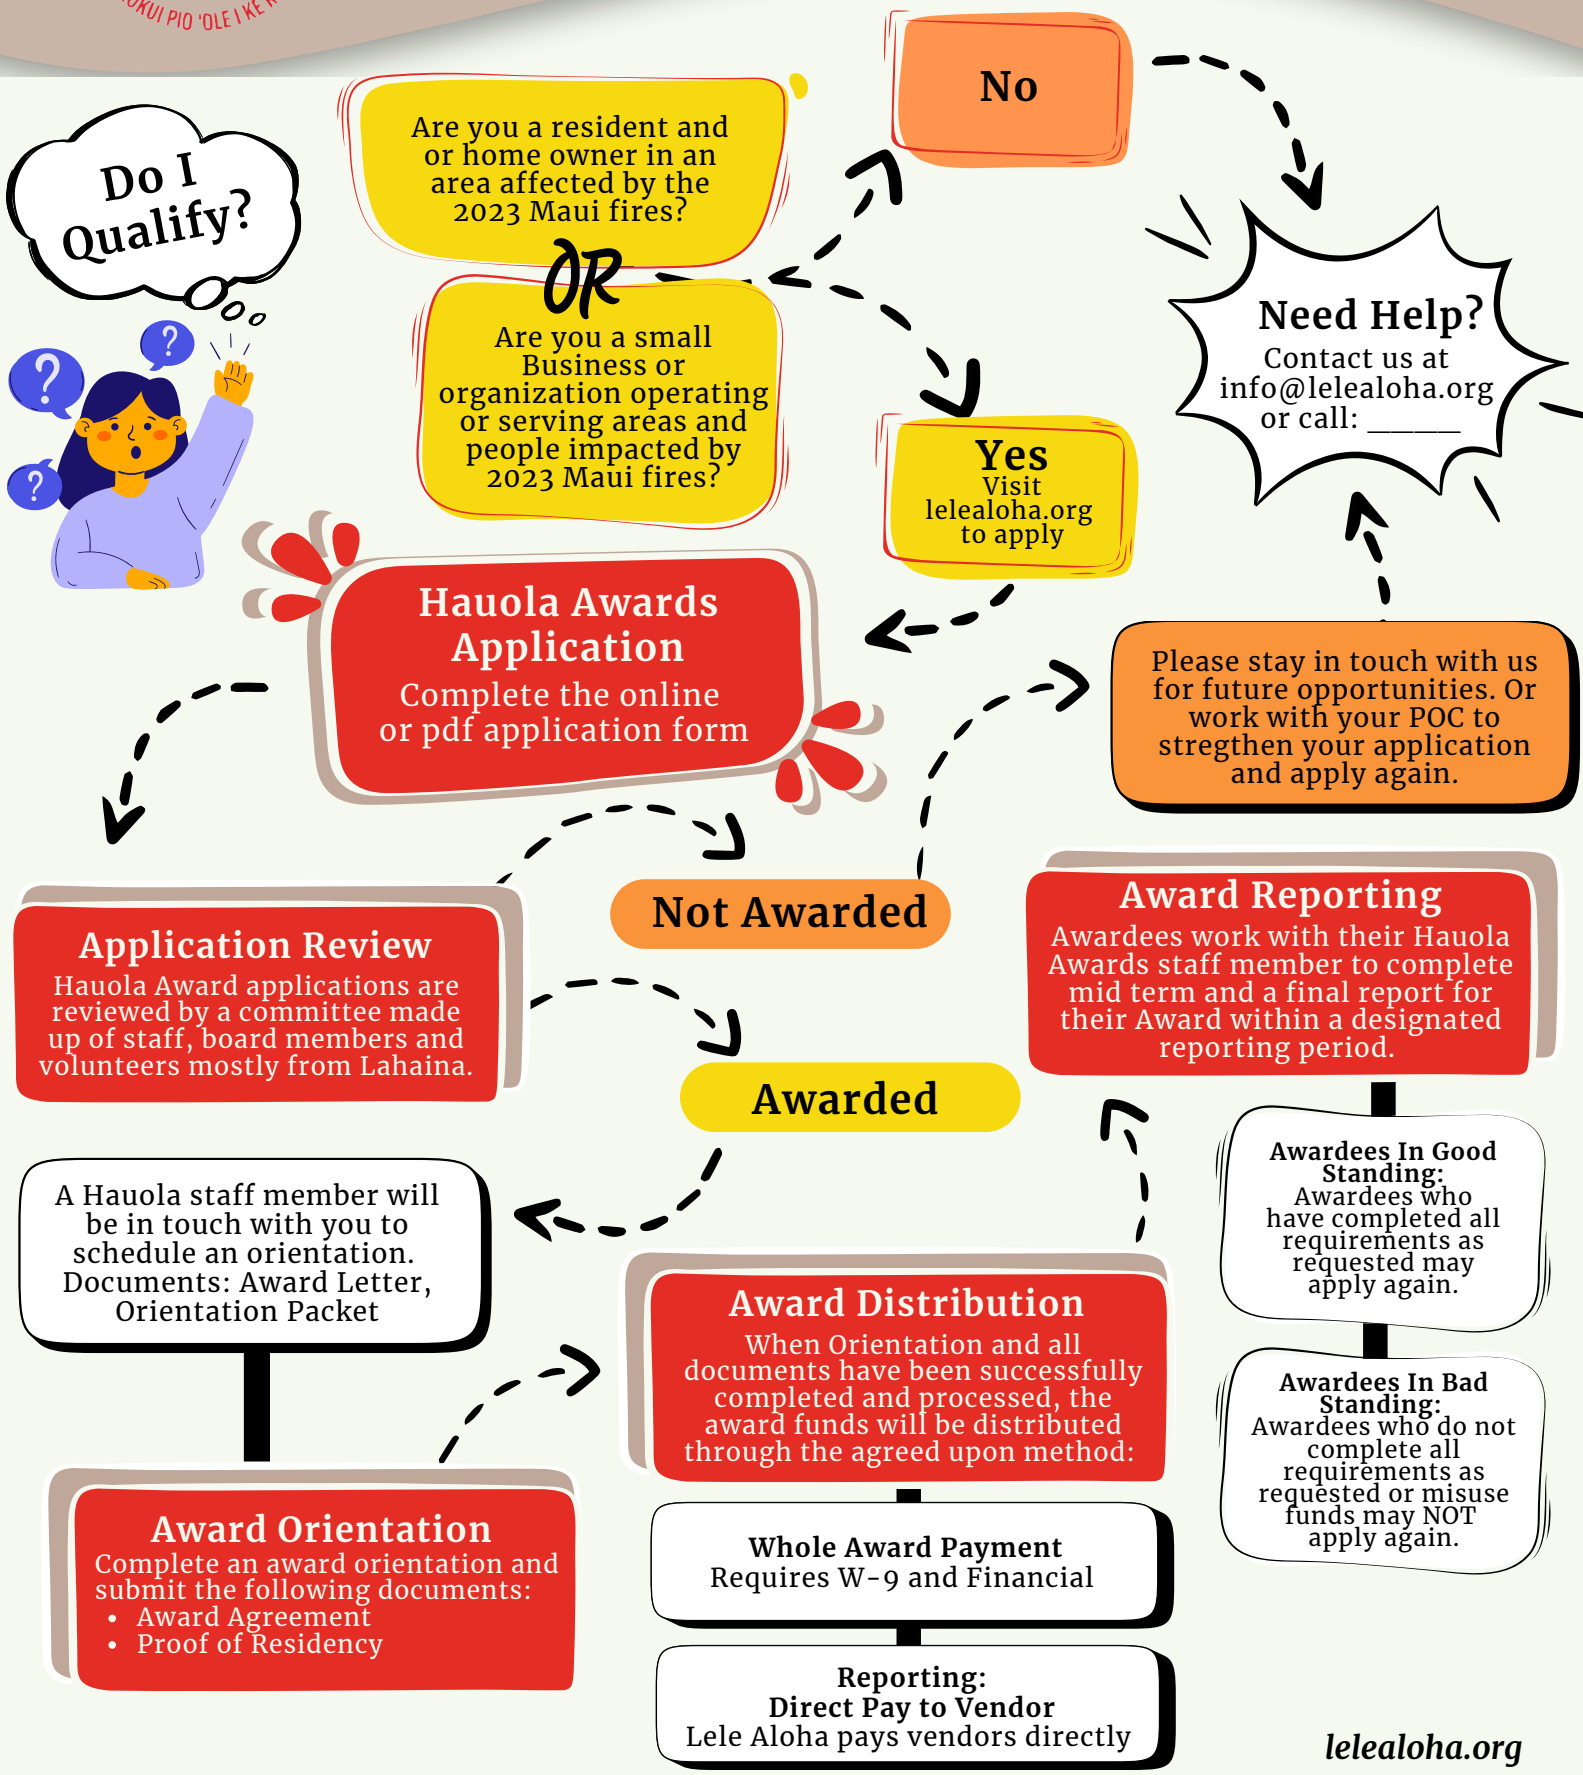 KUI PIO 'OLE I KE
Do I
Qualify?
?
?
?
Are you a resident and
or home owner in an
area affected by the
2023 Maui fires?
OR
Are you a small
Business or
organization operating
or serving areas and
people impacted by
2023 Maui fires?
No
Yes
Visit
lelealoha.org
to apply
Need Help?
Contact us at
info@lelealoha.org
or call: ____
Hauola Awards
Application
Complete the online
or pdf application form
Please stay in touch with us
for future opportunities. Or
work with your POC to
stregthen your application
and apply again.
Not Awarded
Application Review
Hauola Award applications are
reviewed by a committee made
up of staff, board members and
volunteers mostly from Lahaina.
Awarded
Award Reporting
Awardees work with their Hauola
Awards staff member to complete
mid term and a final report for
their Award within a designated
reporting period.
Awardees In Good
Standing:
Awardees who
have completed all
requirements as
requested may
apply again.
Awardees In Bad
Standing:
Awardees who do not
complete all
requirements as
requested or misuse
funds may NOT
apply again.
A Hauola staff member will
be in touch with you to
schedule an orientation.
Documents: Award Letter,
Orientation Packet
Award Orientation
Complete an award orientation and
submit the following documents:
• Award Agreement
• Proof of Residency
Award Distribution
When Orientation and all
documents have been successfully
completed and processed, the
award funds will be distributed
through the agreed upon method:
Whole Award Payment
Requires W-9 and Financial
Reporting:
Direct Pay to Vendor
Lele Aloha pays vendors directly
lelealoha.org